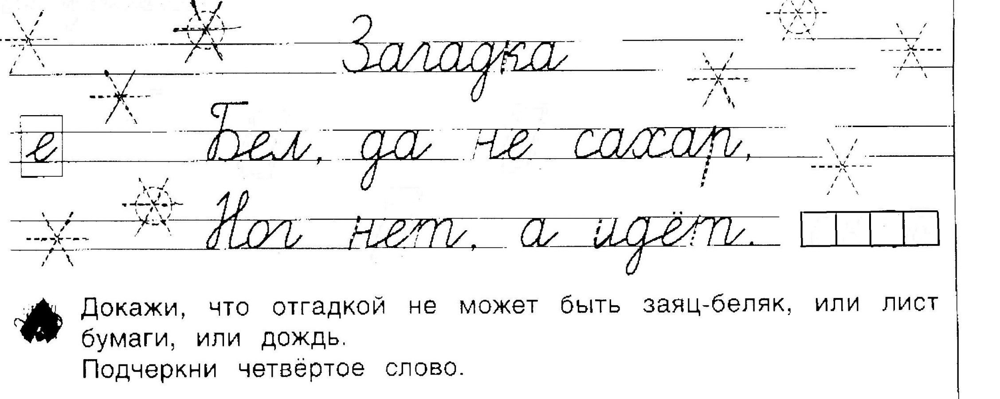 Загадка
е Бел, да не сахар,
Ног нет, а идёт.
Докажи, что отгадкой не может быть заяц-беляк, или лист
бумаги, или дождь.
Подчеркни четвёртое слово.